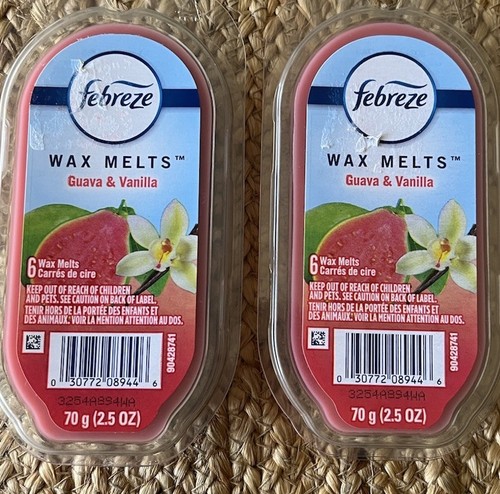 febreze
WAX MELTS™
Guava & Vanilla
6 Wax Melts
Carrés de cire
KEEP OUT OF REACH OF CHILDREN
AND PETS. SEE CAUTION ON BACK OF LABEL.
TENIR HORS DE LA PORTÉE DES ENFANTS ET
DES ANIMAUX. VOIR LA MENTION ATTENTION AU DOS.
90428741
0 30772 08944 6
3254A894WA
70 g (2.5 OZ)
febreze
WAX MELTS™
Guava & Vanilla
6 Wax Melts
Carrés de cire
KEEP OUT OF REACH OF CHILDREN
AND PETS. SEE CAUTION ON BACK OF LABEL.
TENIR HORS DE LA PORTÉE DES ENFANTS ET
DES ANIMAUX. VOIR LA MENTION ATTENTION AU DOS.
90428741
0 30772 08944 6
3254A894WA
70 g (2.5 OZ)